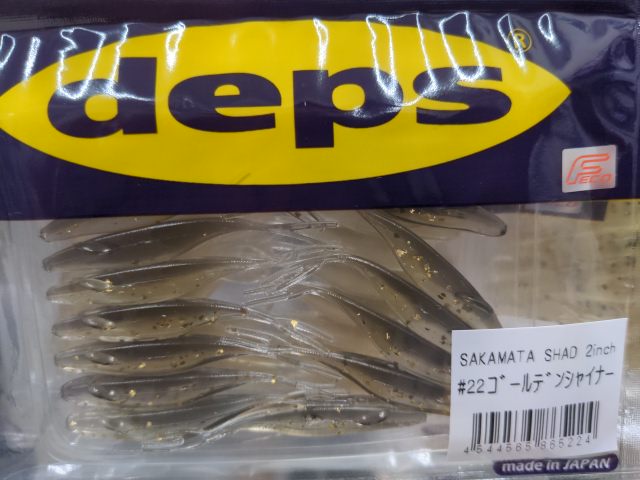 deps®
FECO
SAKAMATA SHAD 2inch
#22ｺﾞｰﾙﾃﾞﾝｼｬｲﾅｰ
4544565885224
made in JAPAN